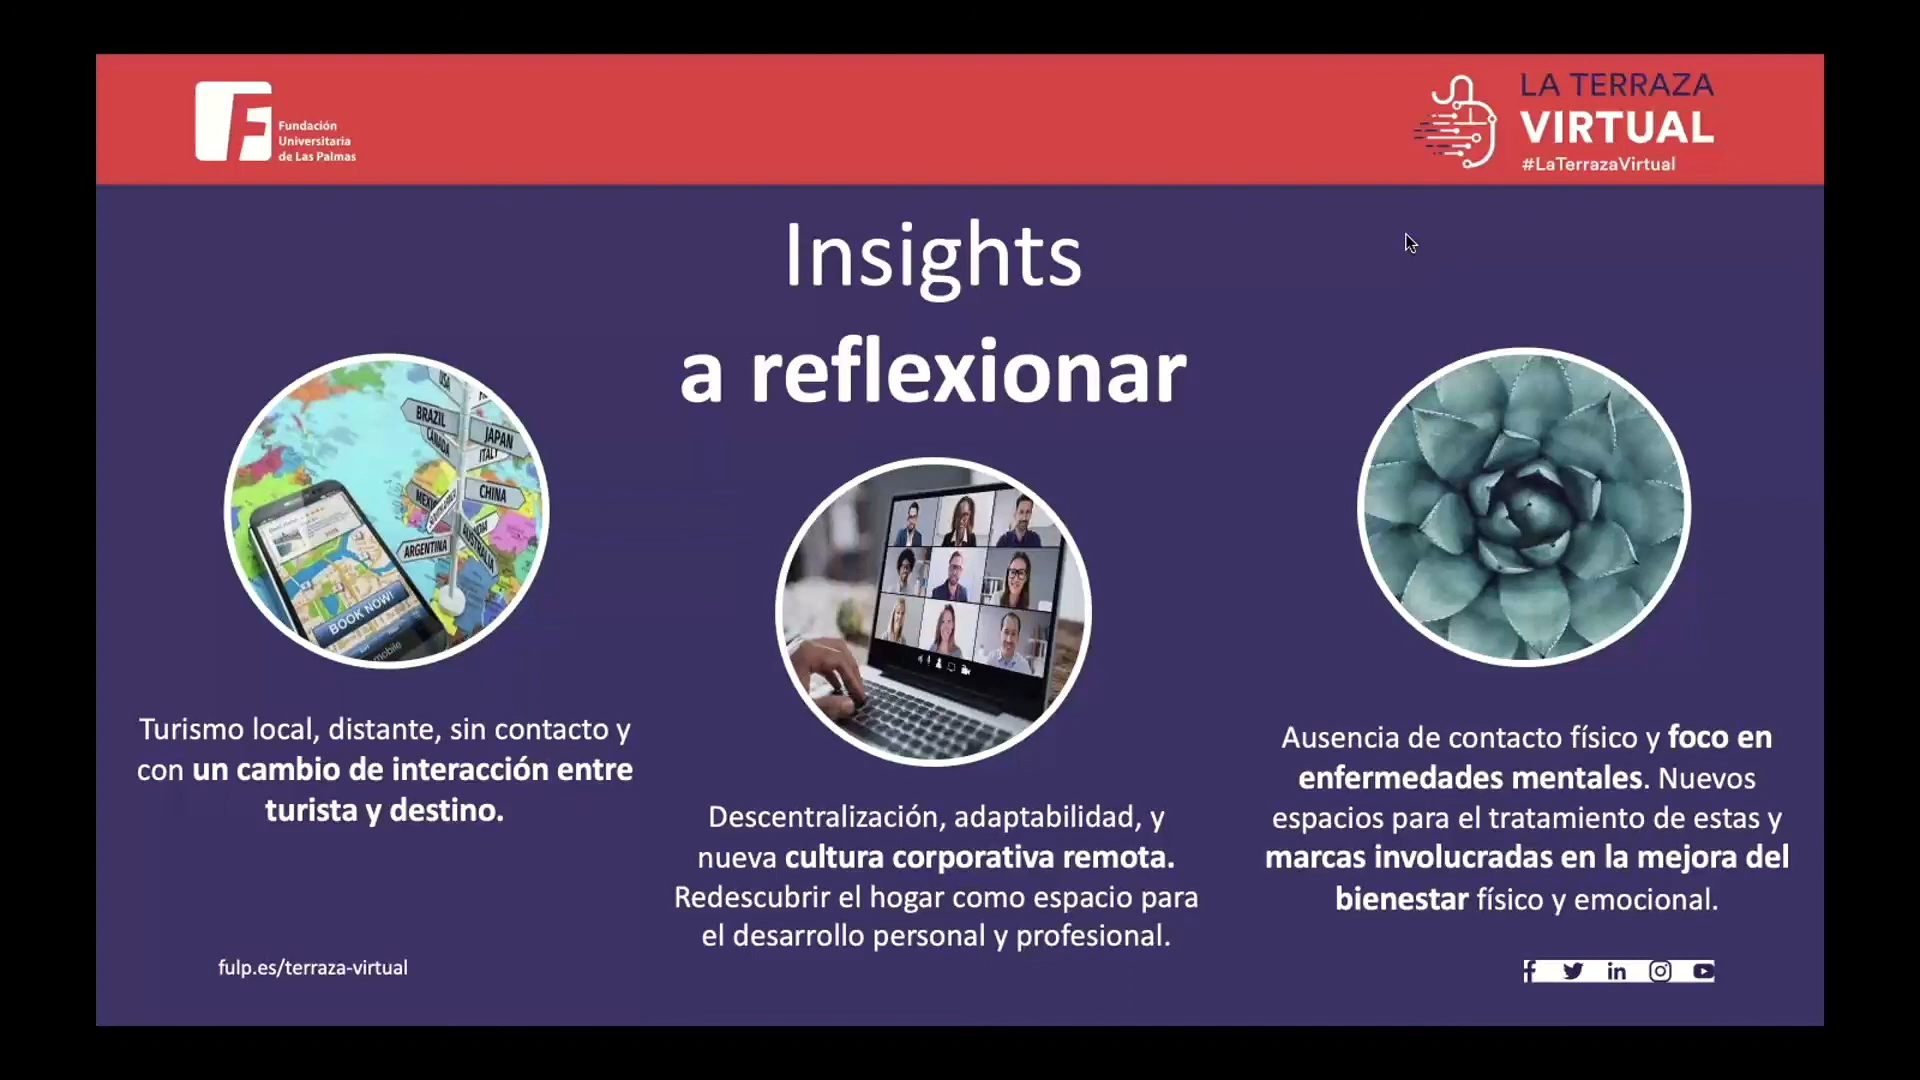 Fundación
Universitaria
de Las Palmas
LA TERRAZA
VIRTUAL
#LaTerrazaVirtual
Insights
a reflexionar
USA
BRAZIL
JAPAN
CANADA
ITALY
CHINA
MEXICO
AUSTRALIA
ARGENTINA
BOOK NOW!
mobile
Turismo local, distante, sin contacto y
con un cambio de interacción entre
turista y destino.
Descentralización, adaptabilidad, y
nueva cultura corporativa remota.
Redescubrir el hogar como espacio para
el desarrollo personal y profesional.
Ausencia de contacto físico y foco en
enfermedades mentales. Nuevos
espacios para el tratamiento de estas y
marcas involucradas en la mejora del
bienestar físico y emocional.
fulp.es/terraza-virtual